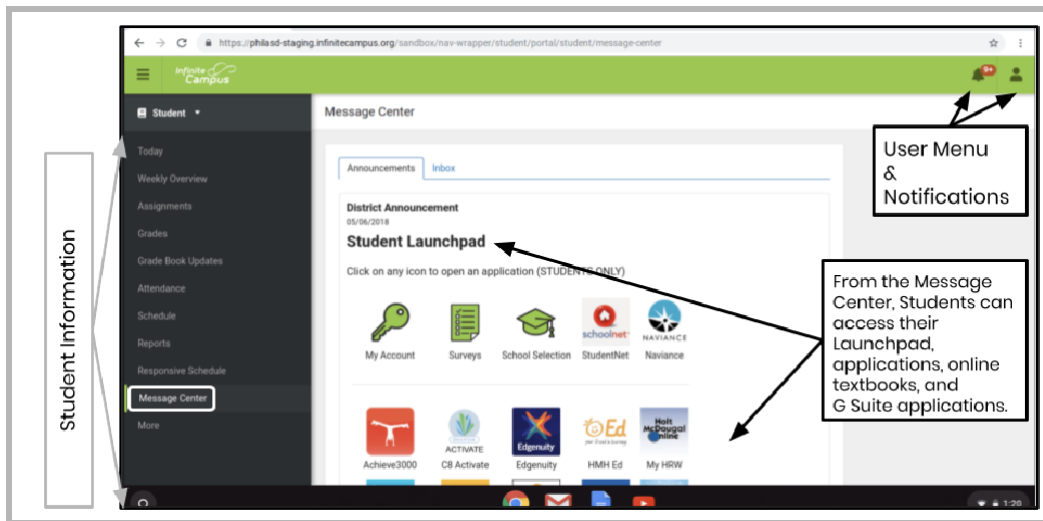 https://philasd-staging.infinitecampus.org/sandbox/nav-wrapper/student/portal/student/message-center
Infinite
Campus
9+
Student
Message Center
Today
Weekly Overview
Assignments
Grades
Grade Book Updates
Attendance
Schedule
Reports
Responsive Schedule
Message Center
More
Student Information
Announcements Inbox
District Announcement
05/06/2018
Student Launchpad
Click on any icon to open an application (STUDENTS ONLY)
schoolnet
NAVIANCE
My Account Surveys School Selection StudentNet Naviance
ACTIVATE
Edgenuity
Ed
Holt
McDougal
Online
Achieve3000 C8 Activate Edgenuity HMH Ed My HRW
User Menu
&
Notifications
From the Message
Center, Students can
access their
Launchpad,
applications, online
textbooks, and
G Suite applications.
1:29